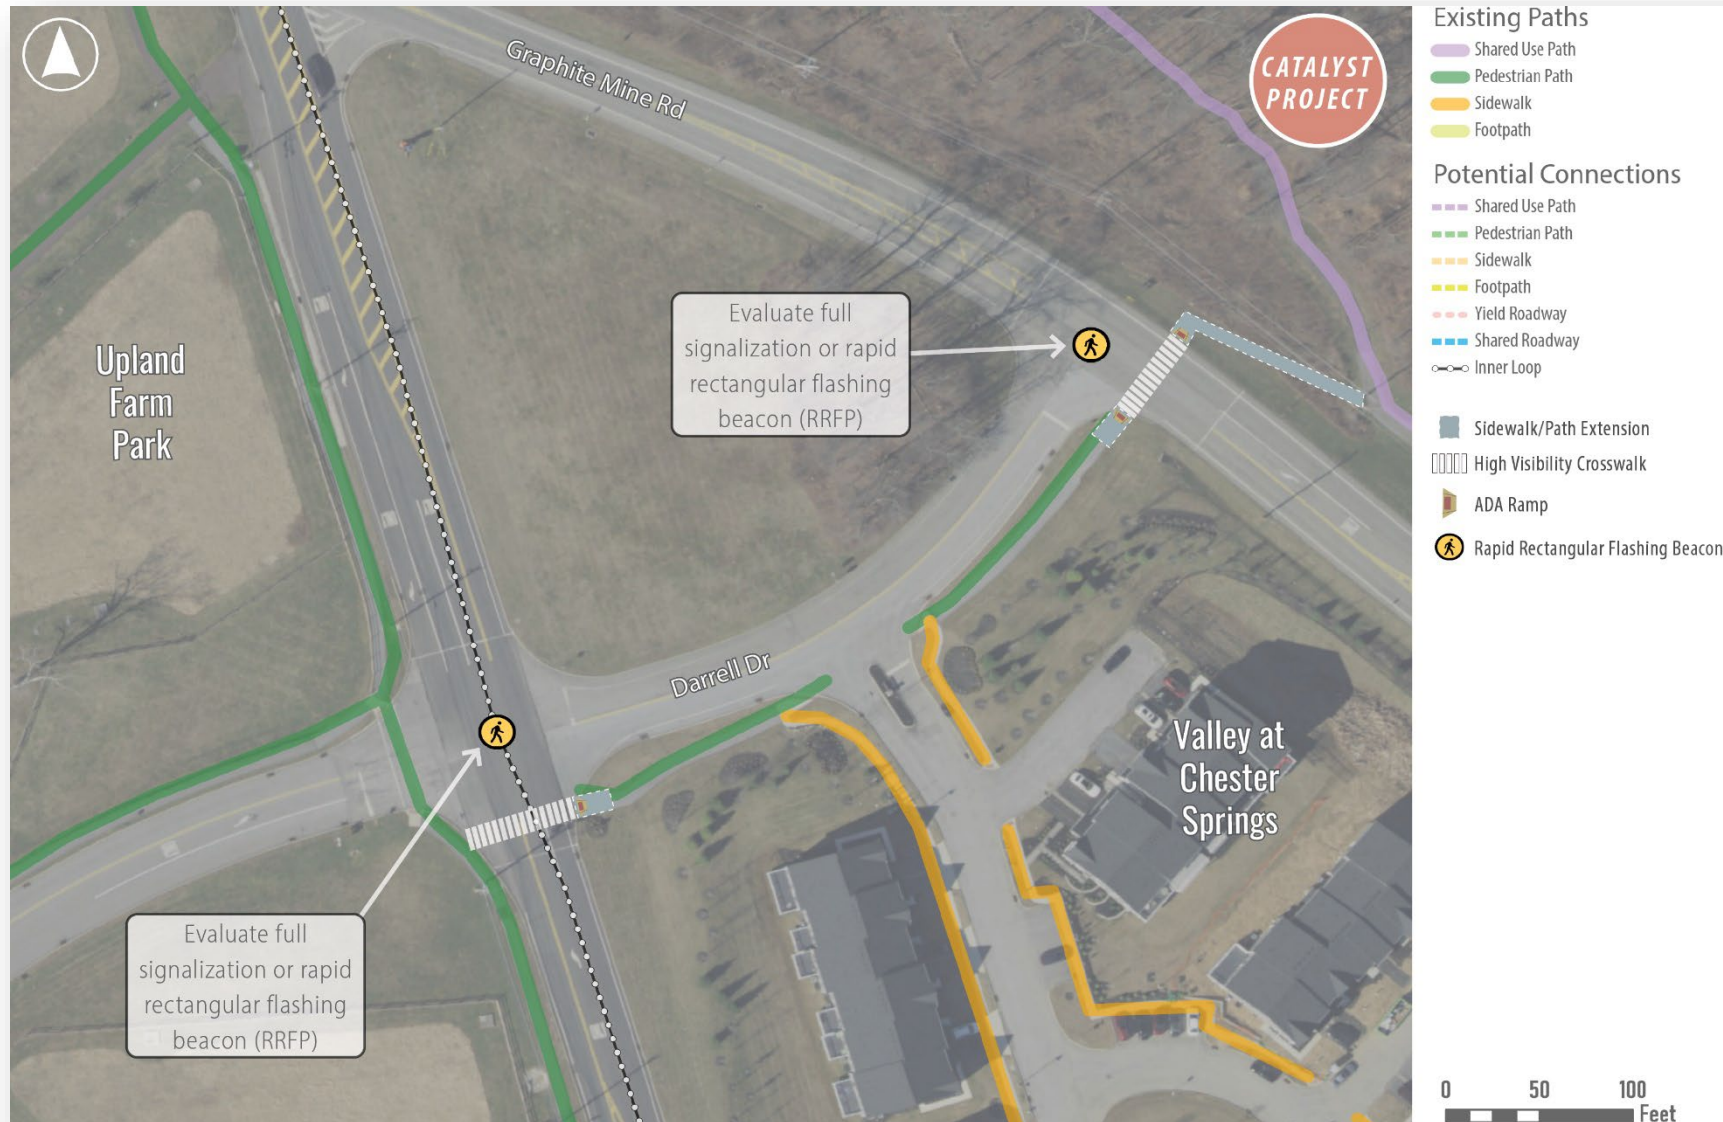 Graphite Mine Rd
CATALYST
PROJECT
Evaluate full
signalization or rapid
rectangular flashing
beacon (RRFP)
Upland
Farm
Park
Darrell Dr
Valley at
Chester
Springs
Evaluate full
signalization or rapid
rectangular flashing
beacon (RRFP)
Existing Paths
Shared Use Path
Pedestrian Path
Sidewalk
Footpath
Potential Connections
Shared Use Path
Pedestrian Path
Sidewalk
Footpath
Yield Roadway
Shared Roadway
Inner Loop
Sidewalk/Path Extension
High Visibility Crosswalk
ADA Ramp
Rapid Rectangular Flashing Beacon
0 50 100
Feet